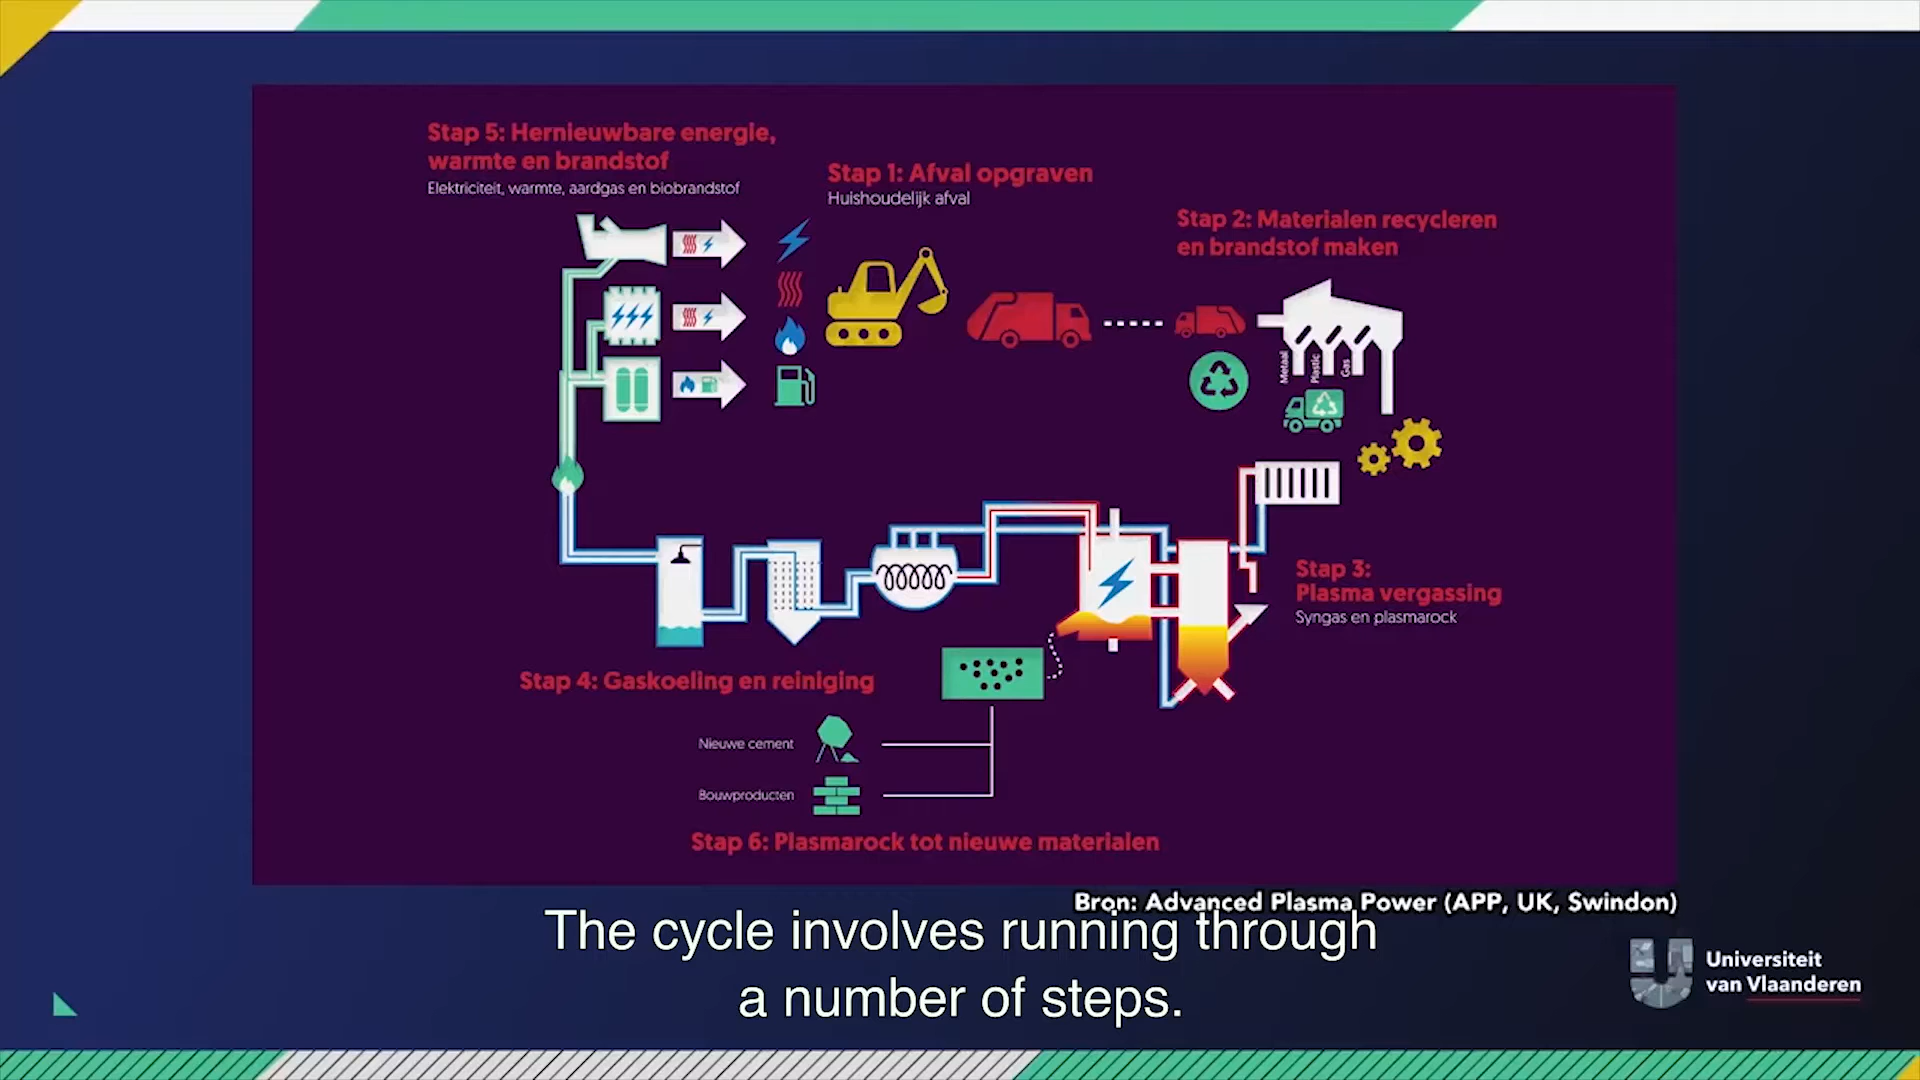 Stap 5: Hernieuwbare energie,
warmte en brandstof
Elektriciteit, warmte, aardgas en biobrandstof
Stap 1: Afval opgraven
Huishoudelijk afval
Stap 2: Materialen recycleren
en brandstof maken
Metaal
Plastic
Gas
Stap 3:
Plasma vergassing
Syngas en plasmarock
Stap 4: Gaskoeling en reiniging
Nieuwe cement
Bouwproducten
Stap 6: Plasmarock tot nieuwe materialen
Bron: Advanced Plasma Power (APP, UK, Swindon)
The cycle involves running through
a number of steps.
Universiteit
van Vlaanderen